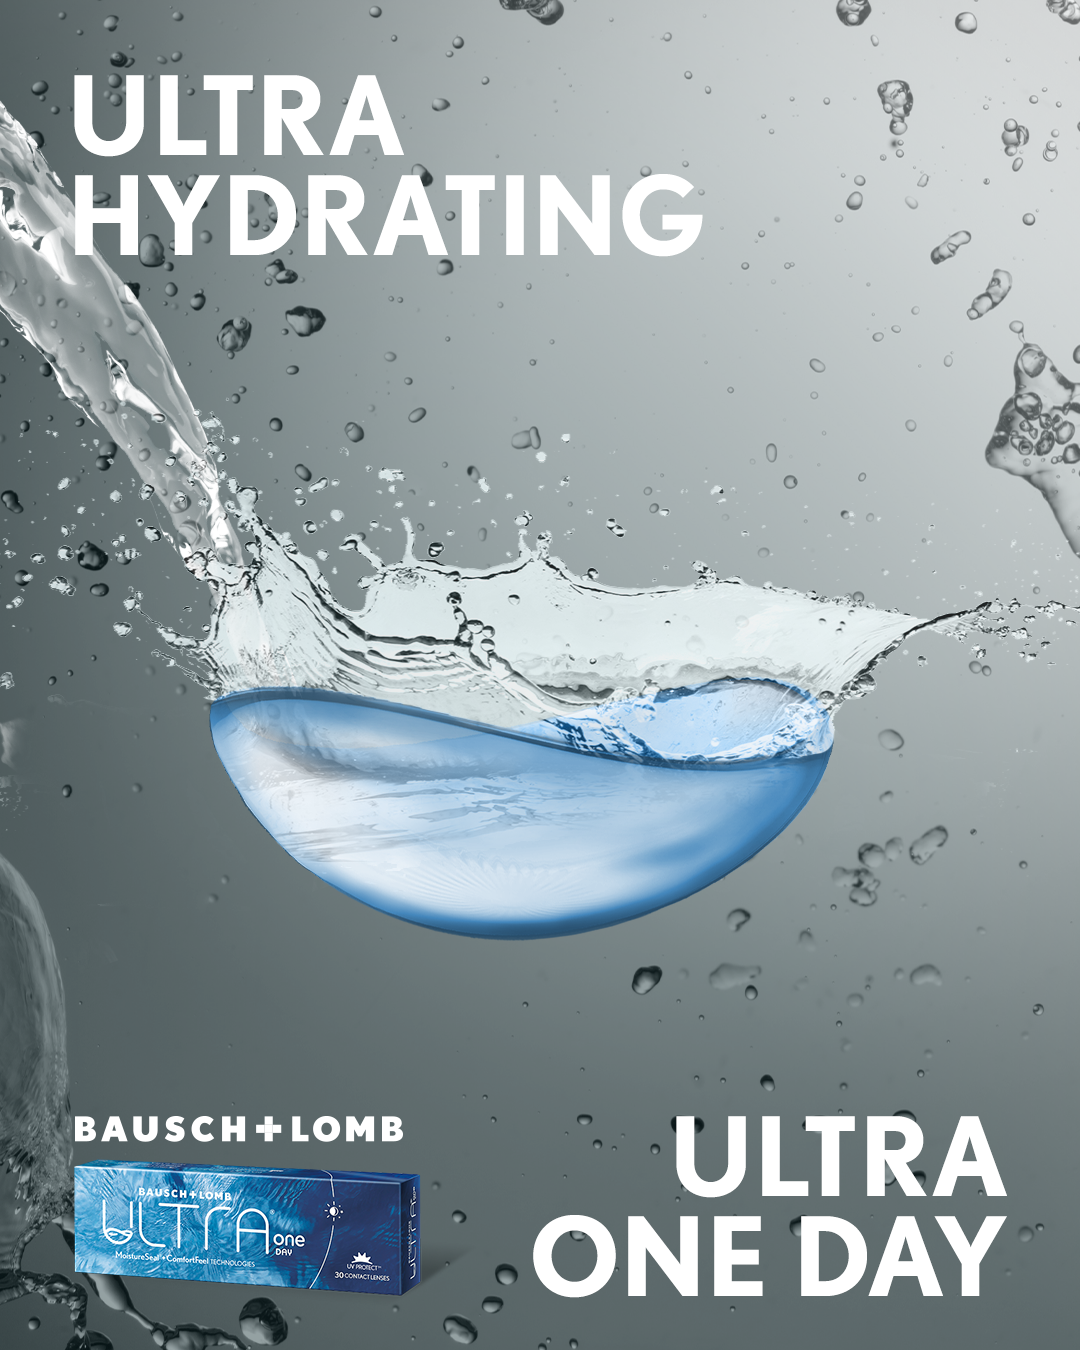 ULTRA
HYDRATING
BAUSCH+LOMB
BAUSCH+LOMB
ULTRA® one
DAY
MoistureSeal® + ComfortFeel TECHNOLOGIES
UV PROTECT™
30 CONTACT LENSES
ULTRA
ONE DAY